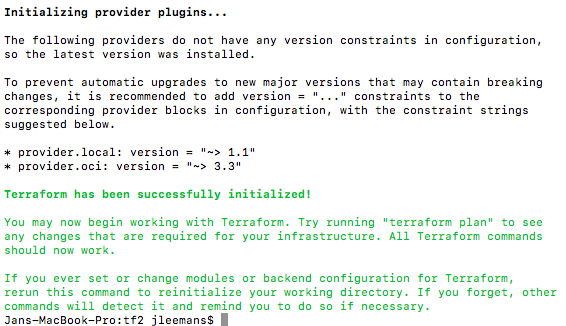 Initializing provider plugins...
The following providers do not have any version constraints in configuration,
so the latest version was installed.
To prevent automatic upgrades to new major versions that may contain breaking
changes, it is recommended to add version = "..." constraints to the
corresponding provider blocks in configuration, with the constraint strings
suggested below.
* provider.local: version = "~> 1.1"
* provider.oci: version = "~> 3.3"
Terraform has been successfully initialized!
You may now begin working with Terraform. Try running "terraform plan" to see
any changes that are required for your infrastructure. All Terraform commands
should now work.
If you ever set or change modules or backend configuration for Terraform,
rerun this command to reinitialize your working directory. If you forget, other
commands will detect it and remind you to do so if necessary.
Jans-MacBook-Pro:tf2 jleemans$